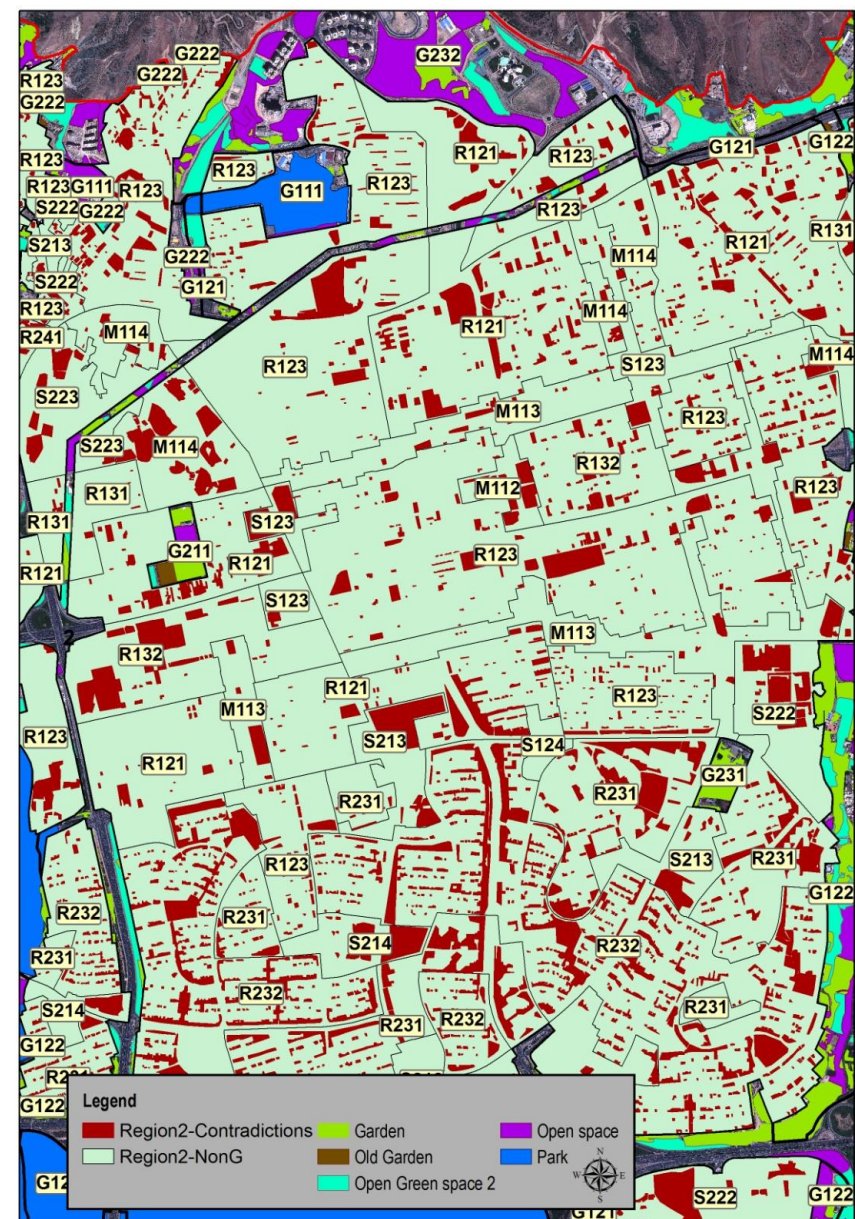 G222
G232
G222
R123
G222
R121
R123
G121
G122
R123
R123
R123
G111
R123
R123
G111
R123
S222
G222
R123
S213
G222
M114
R121
R131
S222
G121
R123
M114
R121
R241
M114
R123
S123
M114
S223
M113
R123
S223
M114
R132
R131
M112
R123
R131
S123
G211
R121
R123
R121
S123
M113
R132
R121
R123
M113
S222
R123
S213
S124
R121
G231
R231
R231
R123
S213
R231
G122
R232
R231
S214
R232
R231
R232
R231
S214
R231
R232
G122
G122
Legend
Region2-Contradictions
Garden
Open space
Region2-NonG
Old Garden
Park
Open Green space 2
N
W
E
S
S222
G122
G121